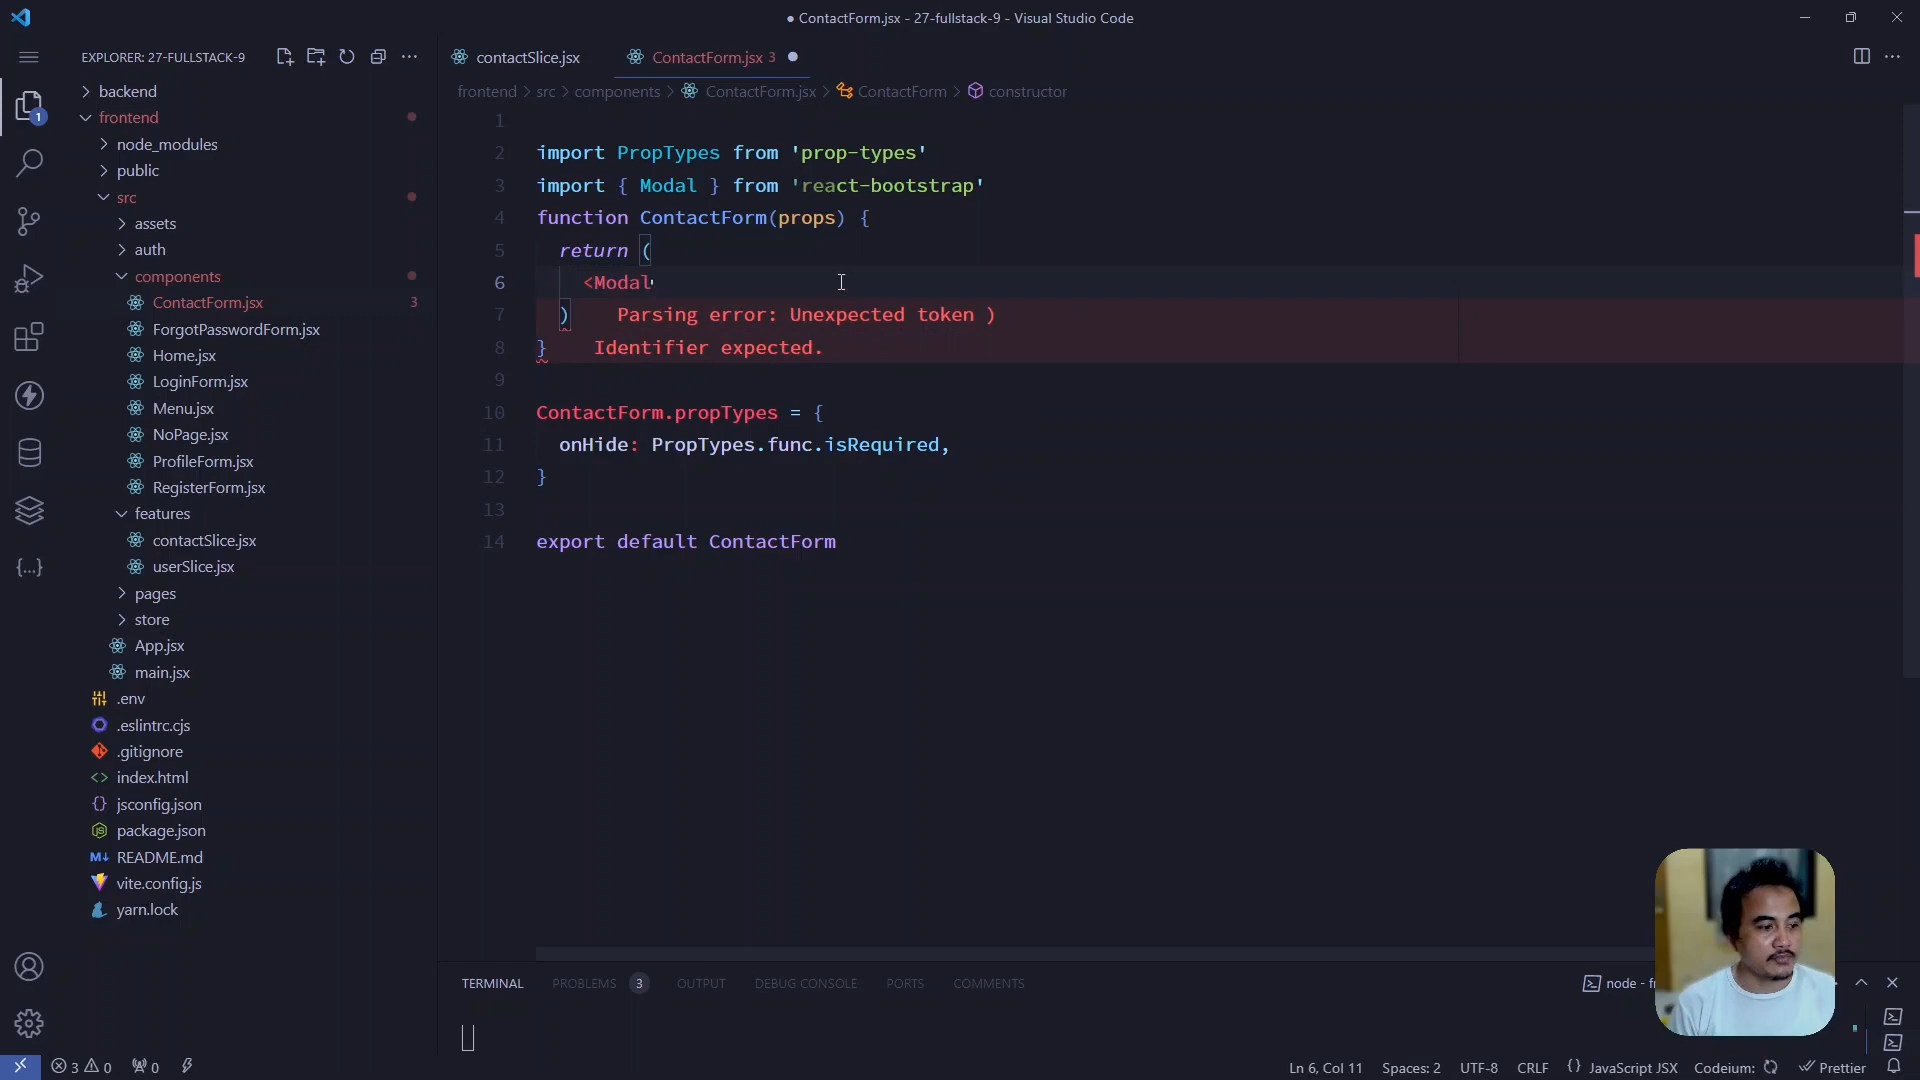 ● ContactForm.jsx - 27-fullstack-9 - Visual Studio Code
EXPLORER: 27-FULLSTACK-9
contactSlice.jsx
ContactForm.jsx 3
backend
frontend
node_modules
public
src
assets
auth
components
ContactForm.jsx
3
ForgotPasswordForm.jsx
Home.jsx
LoginForm.jsx
Menu.jsx
NoPage.jsx
ProfileForm.jsx
RegisterForm.jsx
features
contactSlice.jsx
userSlice.jsx
pages
store
App.jsx
main.jsx
.env
.eslintrc.cjs
.gitignore
index.html
jsconfig.json
package.json
README.md
vite.config.js
yarn.lock
1
frontend > src > components > ContactForm.jsx > ContactForm > constructor
1
2 import PropTypes from 'prop-types'
3 import { Modal } from 'react-bootstrap'
4 function ContactForm(props) {
5 return (
6 <Modal
7 ) Parsing error: Unexpected token )
8 } Identifier expected.
9
10 ContactForm.propTypes = {
11 onHide: PropTypes.func.isRequired,
12 }
13
14 export default ContactForm
TERMINAL PROBLEMS 3 OUTPUT DEBUG CONSOLE PORTS COMMENTS
node - f
3 0 0
Ln 6, Col 11 Spaces: 2 UTF-8 CRLF {} JavaScript JSX Codeium: Prettier